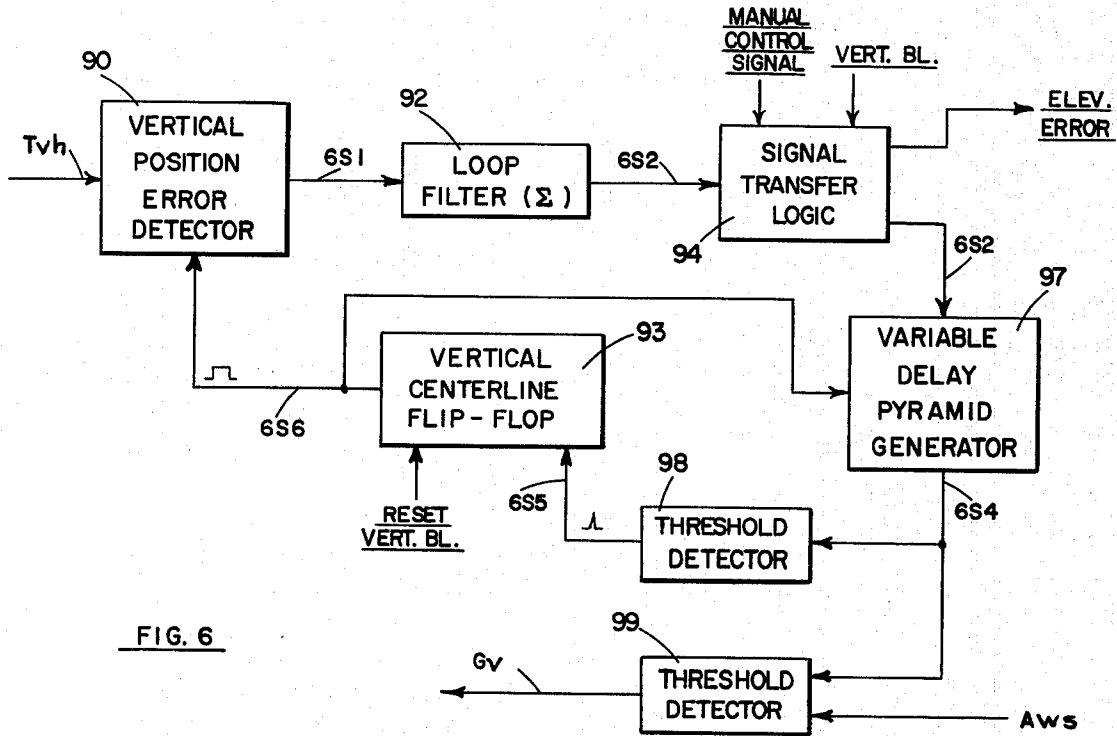 MANUAL
CONTROL
SIGNAL
VERT. BL.
90
92
ELEV.
ERROR
Tvh
VERTICAL
POSITION
ERROR
DETECTOR
6S1
LOOP
FILTER (Σ)
6S2
SIGNAL
TRANSFER
LOGIC
94
6S2
97
VERTICAL
CENTERLINE
FLIP-FLOP
93
VARIABLE
DELAY
PYRAMID
GENERATOR
6S6
RESET
VERT. BL.
6S5
98
6S4
THRESHOLD
DETECTOR
FIG. 6
99
Gv
THRESHOLD
DETECTOR
Aws